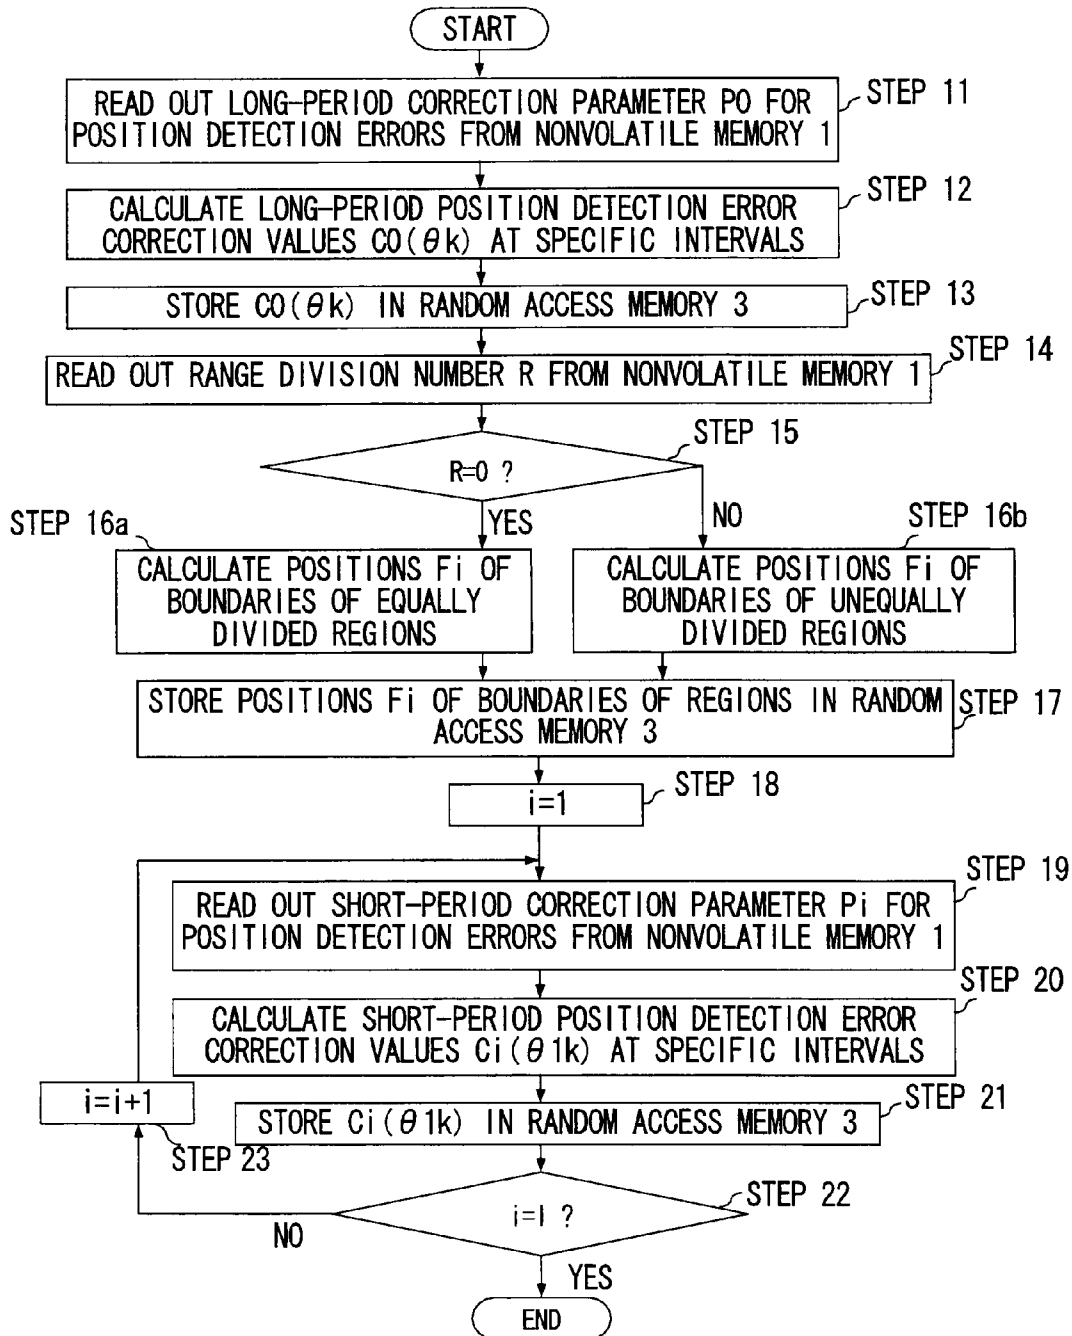 START
STEP 11
READ OUT LONG-PERIOD CORRECTION PARAMETER P0 FOR
POSITION DETECTION ERRORS FROM NONVOLATILE MEMORY 1
STEP 12
CALCULATE LONG-PERIOD POSITION DETECTION ERROR
CORRECTION VALUES C0(θk) AT SPECIFIC INTERVALS
STEP 13
STORE C0(θk) IN RANDOM ACCESS MEMORY 3
STEP 14
READ OUT RANGE DIVISION NUMBER R FROM NONVOLATILE MEMORY 1
STEP 15
R=0 ?
YES
NO
STEP 16a
CALCULATE POSITIONS Fi OF
BOUNDARIES OF EQUALLY
DIVIDED REGIONS
STEP 16b
CALCULATE POSITIONS Fi OF
BOUNDARIES OF UNEQUALLY
DIVIDED REGIONS
STORE POSITIONS Fi OF BOUNDARIES OF REGIONS IN RANDOM
ACCESS MEMORY 3
STEP 17
STEP 18
i=1
STEP 19
READ OUT SHORT-PERIOD CORRECTION PARAMETER Pi FOR
POSITION DETECTION ERRORS FROM NONVOLATILE MEMORY 1
STEP 20
CALCULATE SHORT-PERIOD POSITION DETECTION ERROR
CORRECTION VALUES Ci(θ1k) AT SPECIFIC INTERVALS
STEP 21
STORE Ci(θ1k) IN RANDOM ACCESS MEMORY 3
i=i+1
STEP 23
STEP 22
i=I ?
NO
YES
END